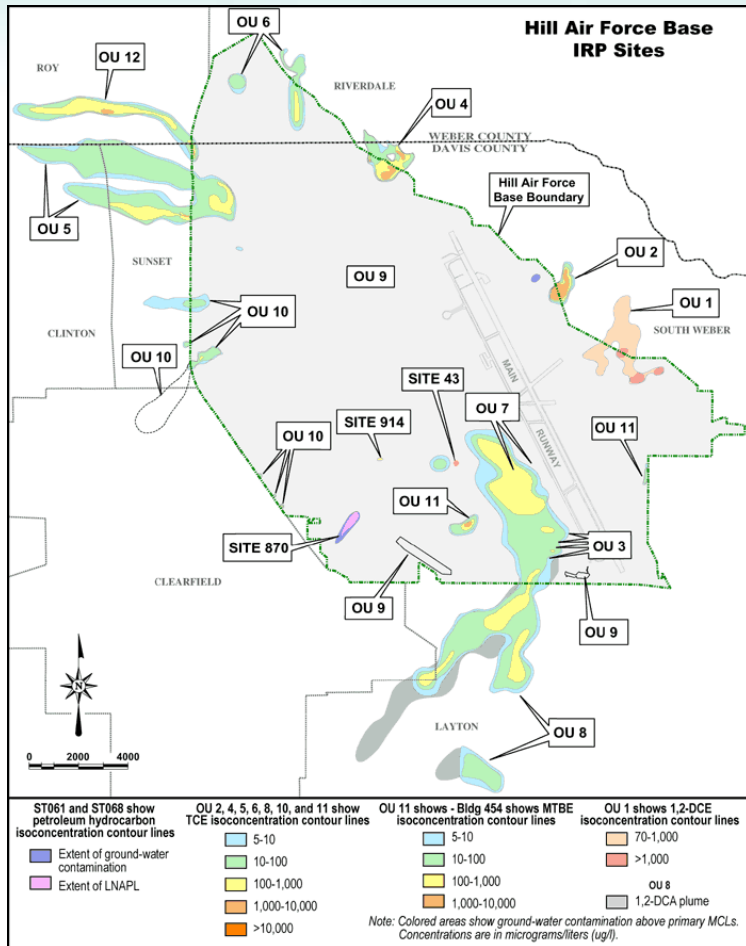 Hill Air Force Base
IRP Sites
OU 6
ROY
OU 12
RIVERDALE
OU 4
WEBER COUNTY
DAVIS COUNTY
Hill Air Force
Base Boundary
OU 5
OU 2
SUNSET
OU 9
OU 1
OU 10
SOUTH WEBER
CLINTON
OU 10
MAIN
RUNWAY
SITE 43
OU 7
SITE 914
OU 10
OU 11
OU 11
SITE 870
OU 3
CLEARFIELD
OU 9
OU 9
N
LAYTON
OU 8
0 2000 4000
ST061 and ST068 show
petroleum hydrocarbon
isoconcentration contour lines
Extent of ground-water
contamination
Extent of LNAPL
OU 2, 4, 5, 6, 8, 10, and 11 show
TCE isoconcentration contour lines
5-10
10-100
100-1,000
1,000-10,000
>10,000
OU 11 shows - Bldg 454 shows MTBE
isoconcentration contour lines
5-10
10-100
100-1,000
1,000-10,000
OU 1 shows 1,2-DCE
isoconcentration contour lines
70-1,000
>1,000
OU 8
1,2-DCA plume
Note: Colored areas show ground-water contamination above primary MCLs.
Concentrations are in micrograms/liters (ug/l).